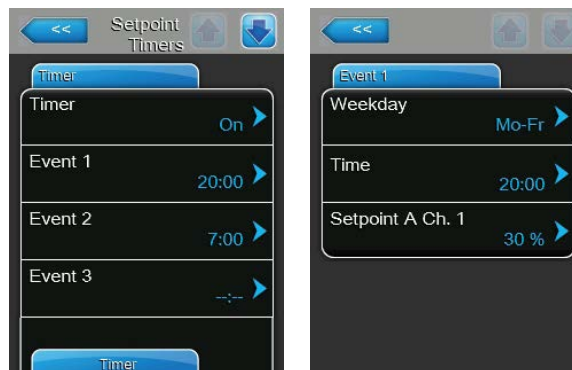 <<
Setpoint
Timers
Timer
Timer
On
Event 1
20:00
Event 2
7:00
Event 3
--:--
Timer
<<
Event 1
Weekday
Mo-Fr
Time
20:00
Setpoint A Ch. 1
30 %